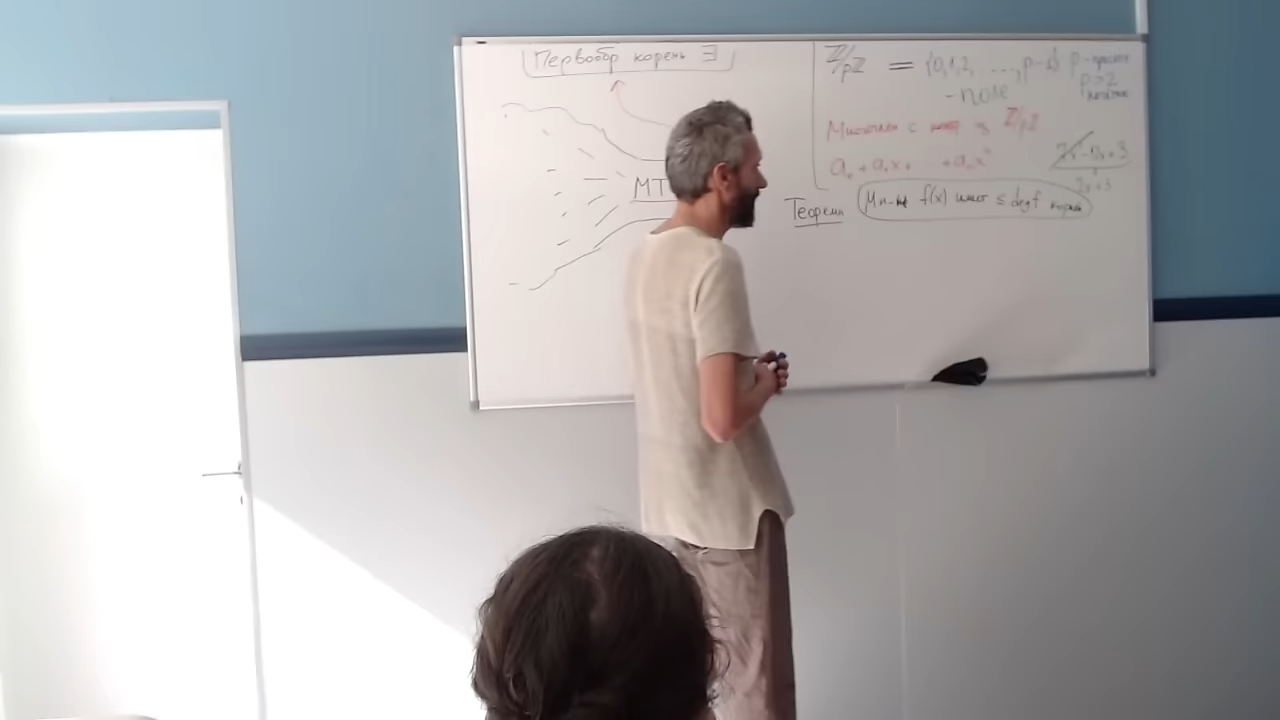 Первообр корень ∃
ℤ/pℤ = {0,1,2, ..., p-1} p - простое
p>2
- поле
Многочлен с коэф из ℤ/pℤ
a₀ + a₁x + ... + aₙxⁿ
+3
МТ
Теорема Мн-н f(x) имеет ≤ deg f корней